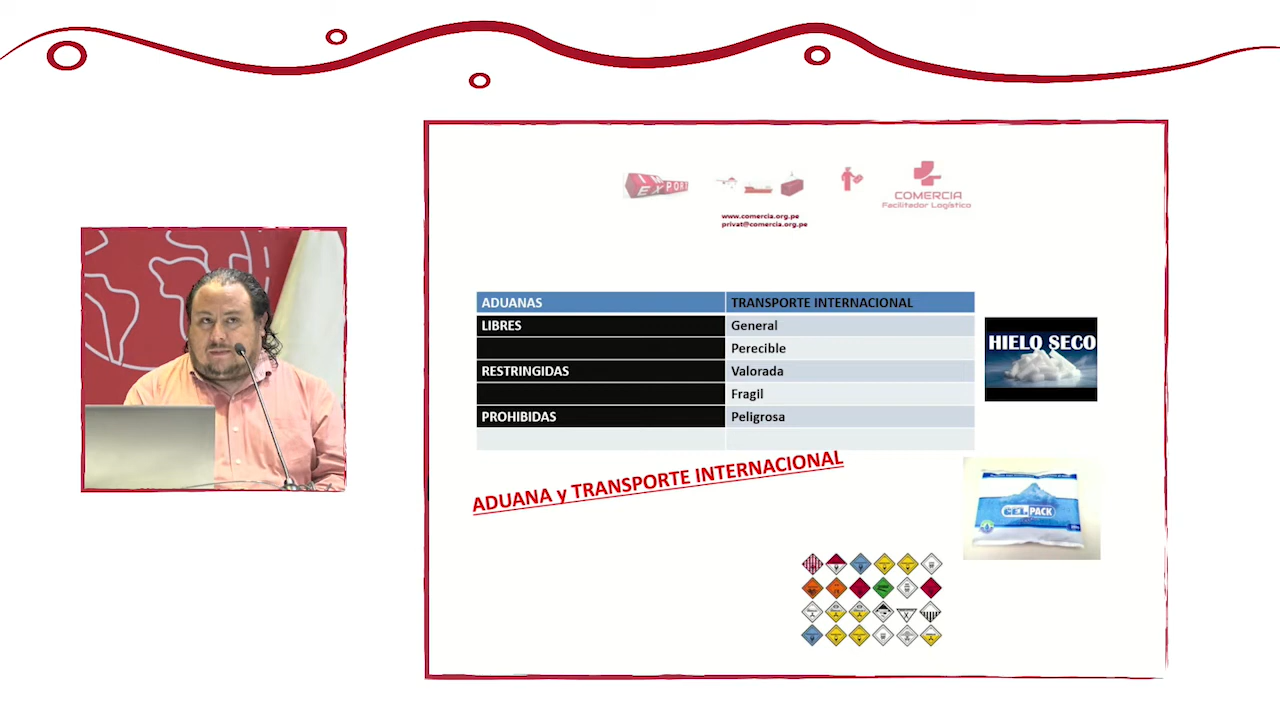 IM
EXPORT
COMERCIA
Facilitador Logístico
www.comercia.org.pe
privat@comercia.org.pe
ADUANAS TRANSPORTE INTERNACIONAL
LIBRES General
Perecible
RESTRINGIDAS Valorada
Fragil
PROHIBIDAS Peligrosa
HIELO SECO
ADUANA y TRANSPORTE INTERNACIONAL
GELPACK